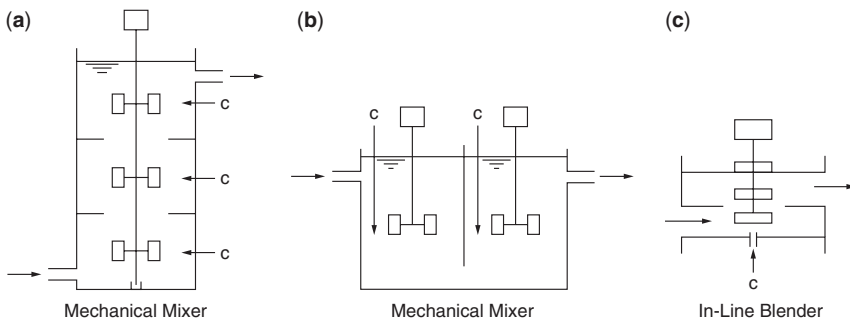 (a)
C
C
C
Mechanical Mixer
(b)
C
C
Mechanical Mixer
(c)
C
In-Line Blender